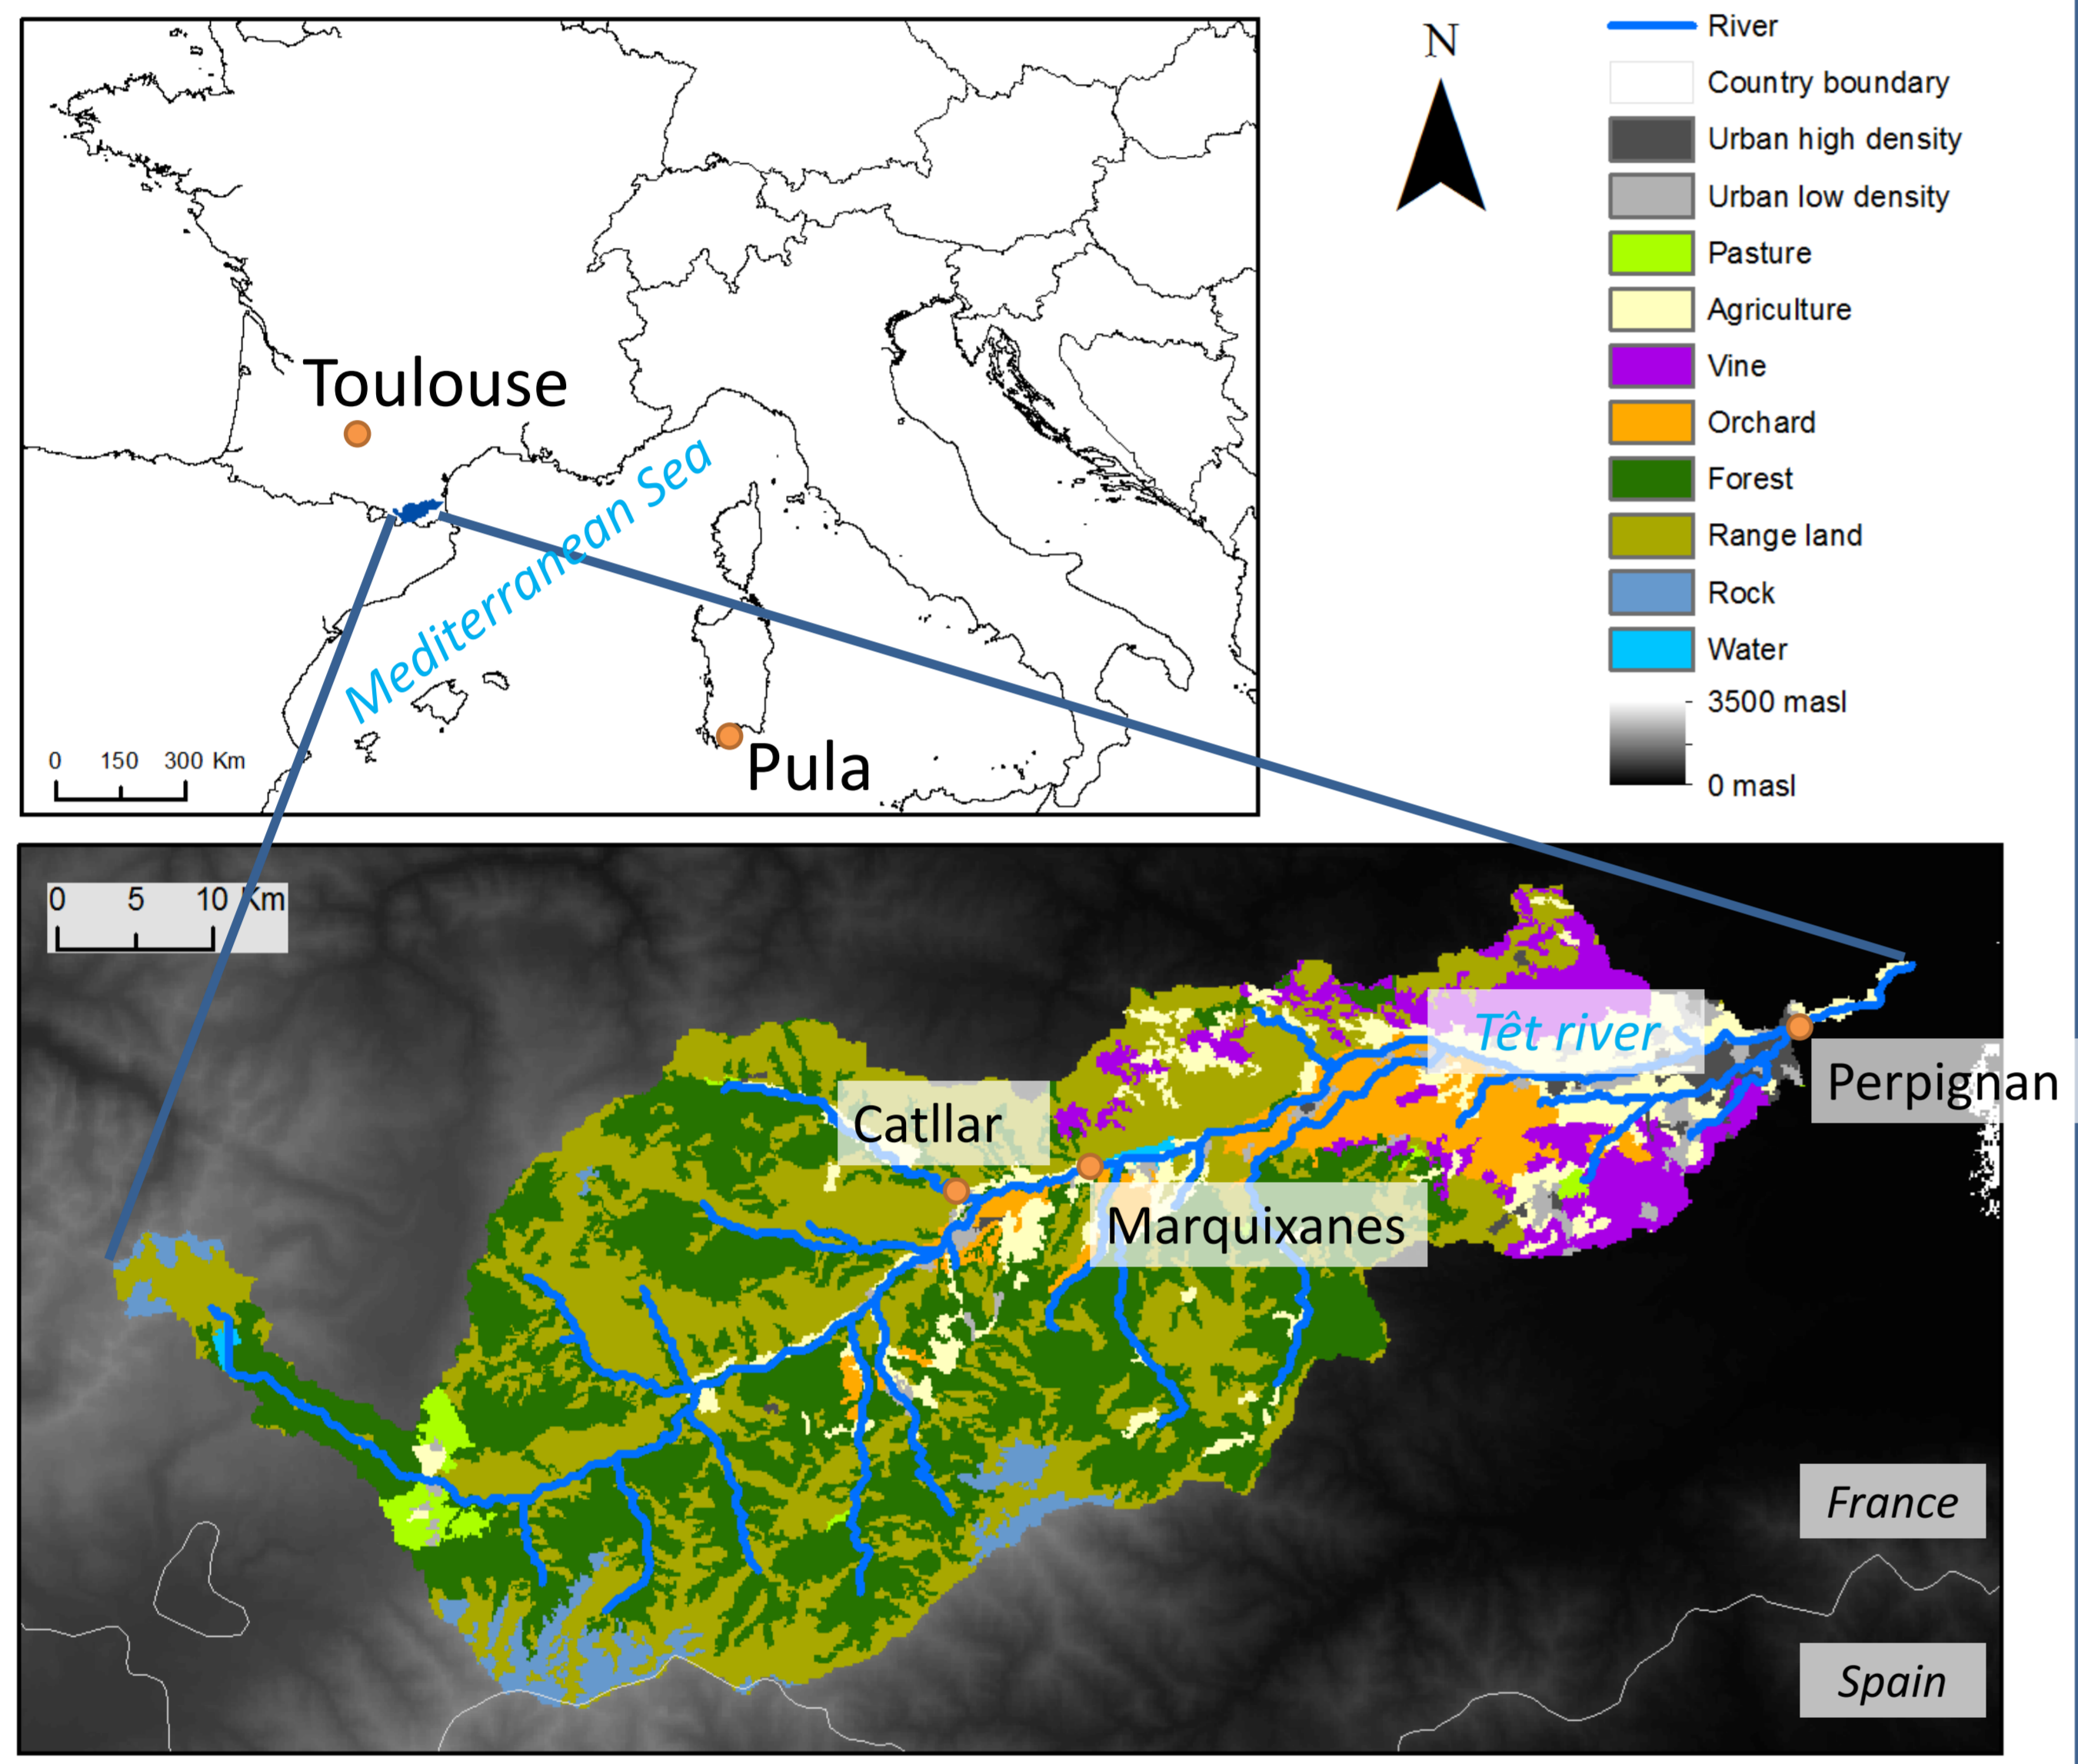 Toulouse
Mediterranean Sea
Pula
0 150 300 Km
N
River
Country boundary
Urban high density
Urban low density
Pasture
Agriculture
Vine
Orchard
Forest
Range land
Rock
Water
3500 masl
0 masl
0 5 10 Km
Têt river
Perpignan
Catllar
Marquixanes
France
Spain